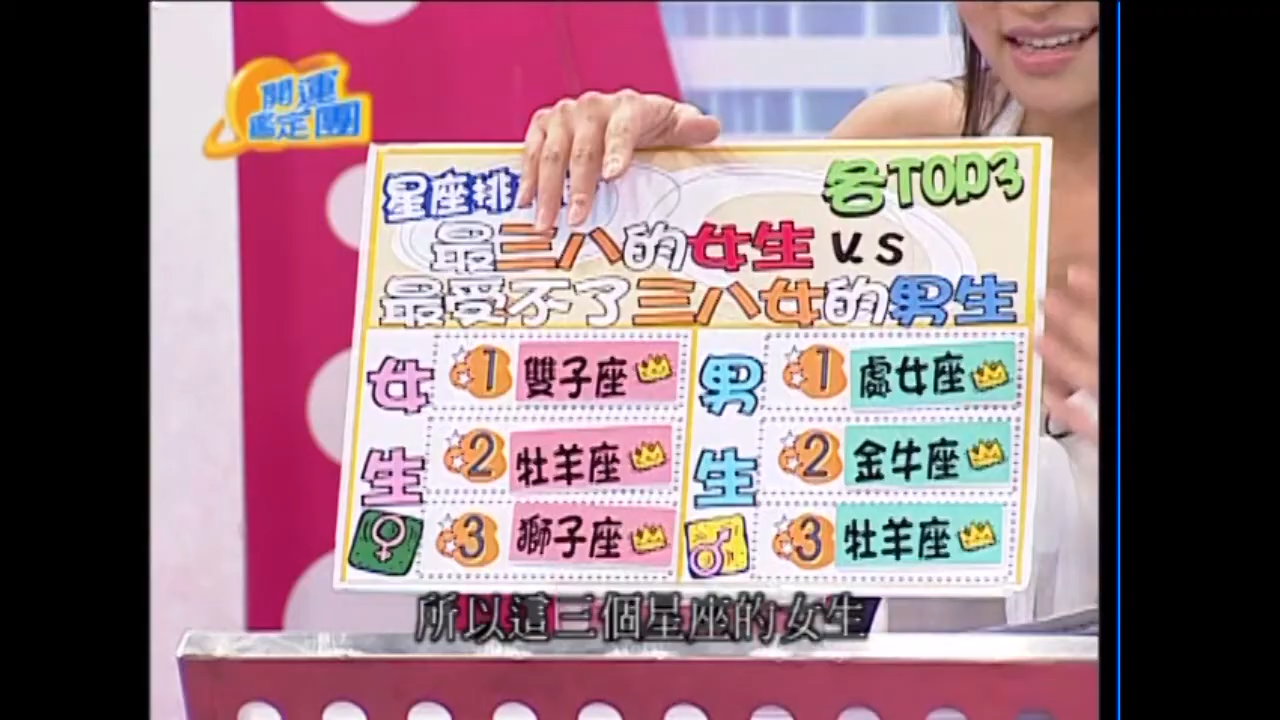 開運
鑑定團
星座排
各TOP3
最三八的女生 v.s
最受不了三八女的男生
女生
1 雙子座
2 牡羊座
3 獅子座
男生
1 處女座
2 金牛座
3 牡羊座
所以這三個星座的女生